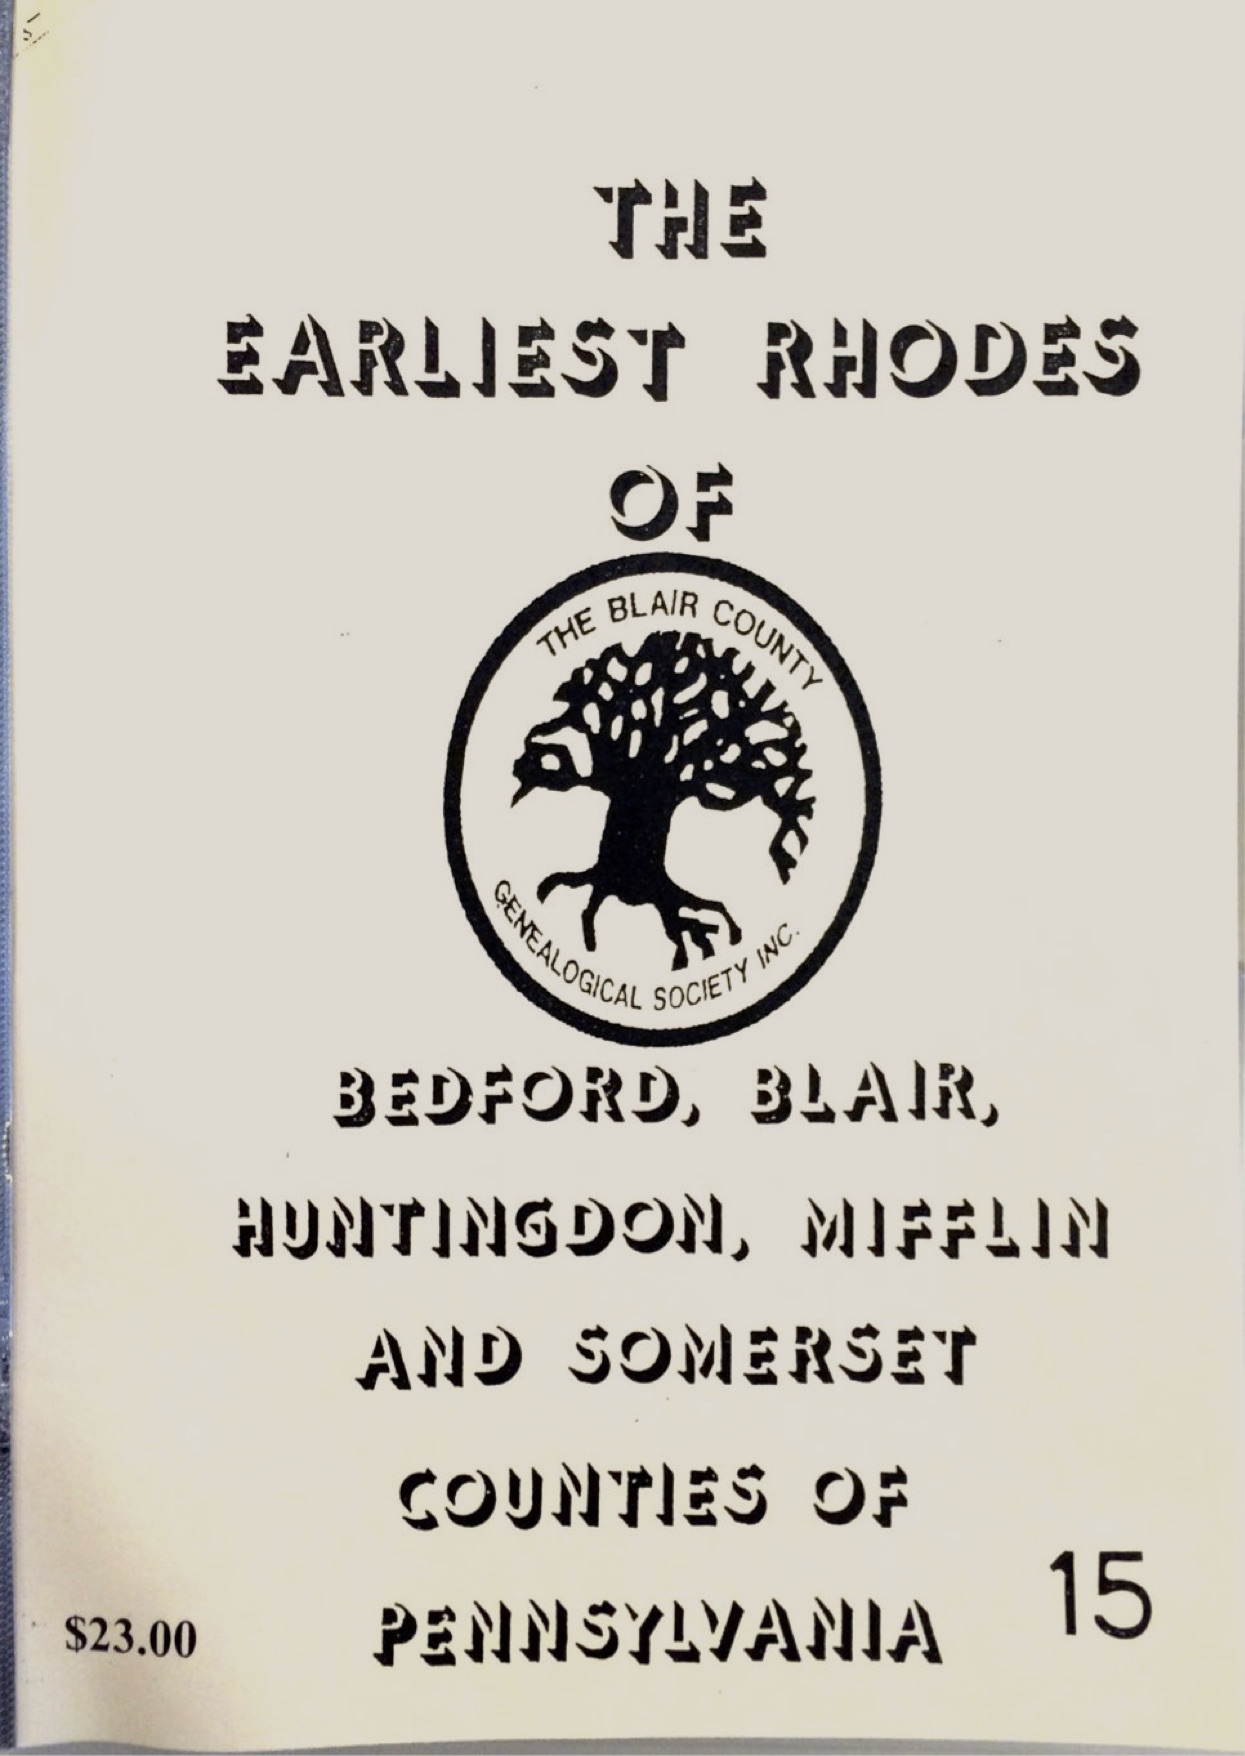 5
THE
EARLIEST RHODES
OF
THE BLAIR COUNTY
GENEALOGICAL SOCIETY INC.
BEDFORD, BLAIR,
HUNTINGDON, MIFFLIN
AND SOMERSET
COUNTIES OF
PENNSYLVANIA
15
$23.00